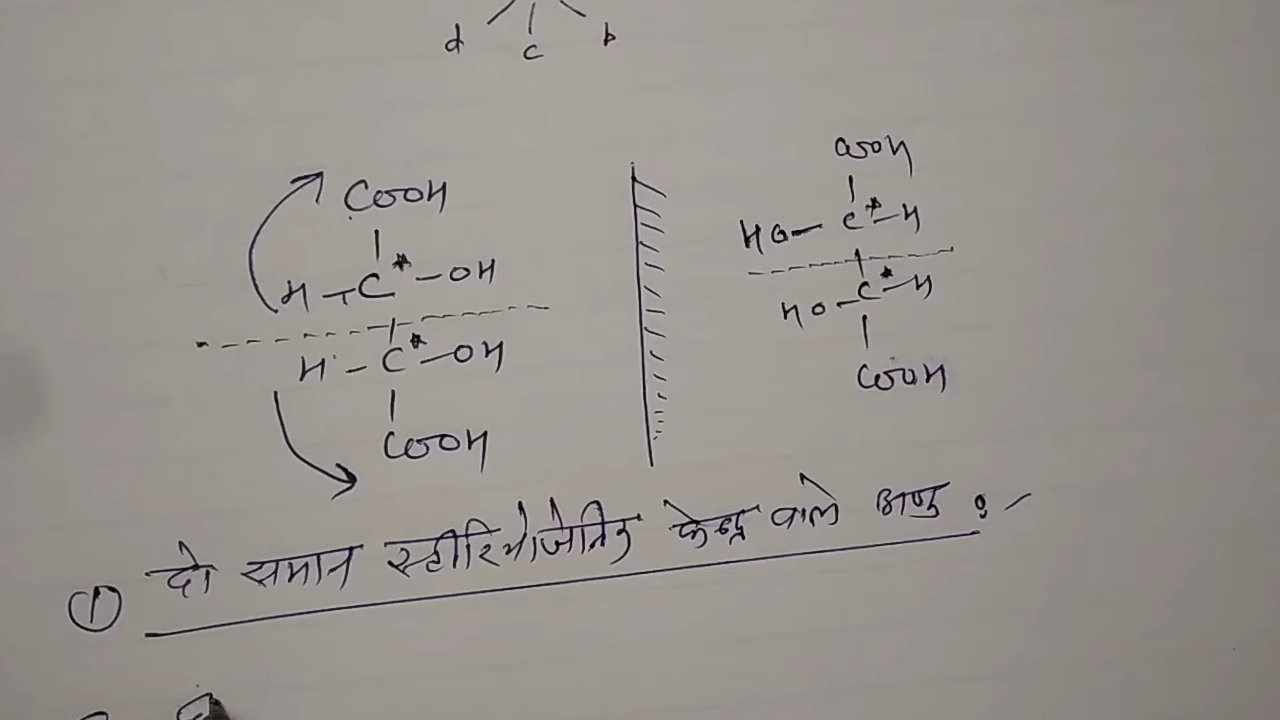 d c b
COOH
H - C* - OH
H - C* - OH
COOH
COOH
HO - C* - H
HO - C* - H
COOH
① दो समान स्टीरियोजेनिक केन्द्र वाले अणु :-